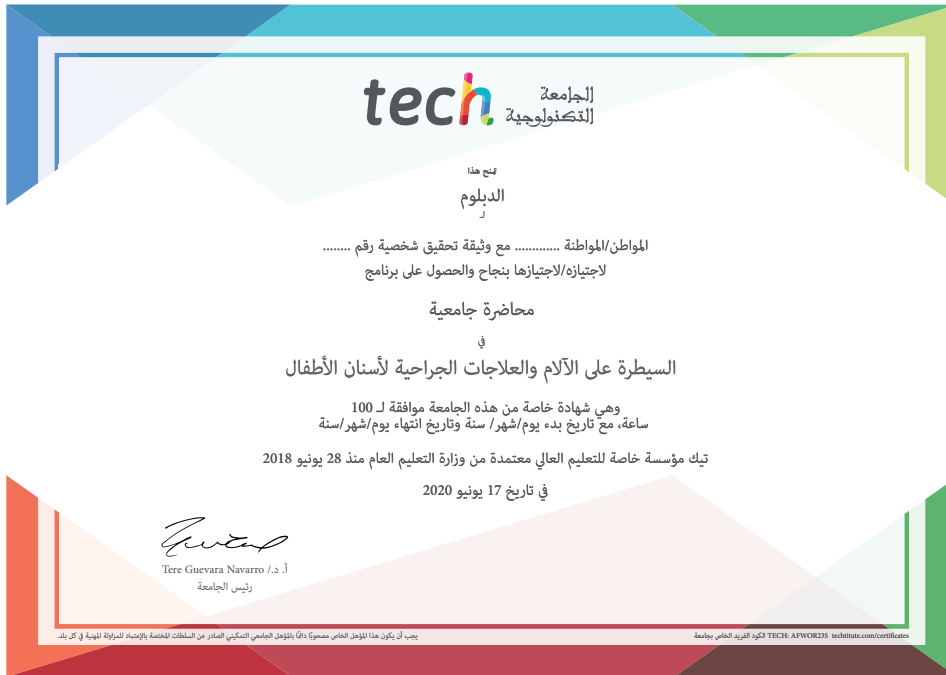 tech الجامعة
التكنولوجية
تمنح هذا
الدبلوم
لـ
المواطن/المواطنة ............. مع وثيقة تحقيق شخصية رقم ........
لاجتيازه/لاجتيازها بنجاح والحصول على برنامج
محاضرة جامعية
في
السيطرة على الآلام والعلاجات الجراحية لأسنان الأطفال
وهي شهادة خاصة من هذه الجامعة موافقة لـ 100
ساعة، مع تاريخ بدء يوم/شهر/ سنة وتاريخ انتهاء يوم/شهر/سنة
تيك مؤسسة خاصة للتعليم العالي معتمدة من وزارة التعليم العام منذ 28 يونيو 2018
في تاريخ 17 يونيو 2020
أ. د./ Tere Guevara Navarro
رئيس الجامعة
يجب أن يكون هذا المؤهل الخاص مصحوبًا دائمًا بالمؤهل الجامعي التمكيني الصادر عن السلطات المختصة بالإعتماد للمزاولة المهنية في كل بلد.
الكود الفريد الخاص بجامعة TECH: AFWOR23S techtitute.com/certificates